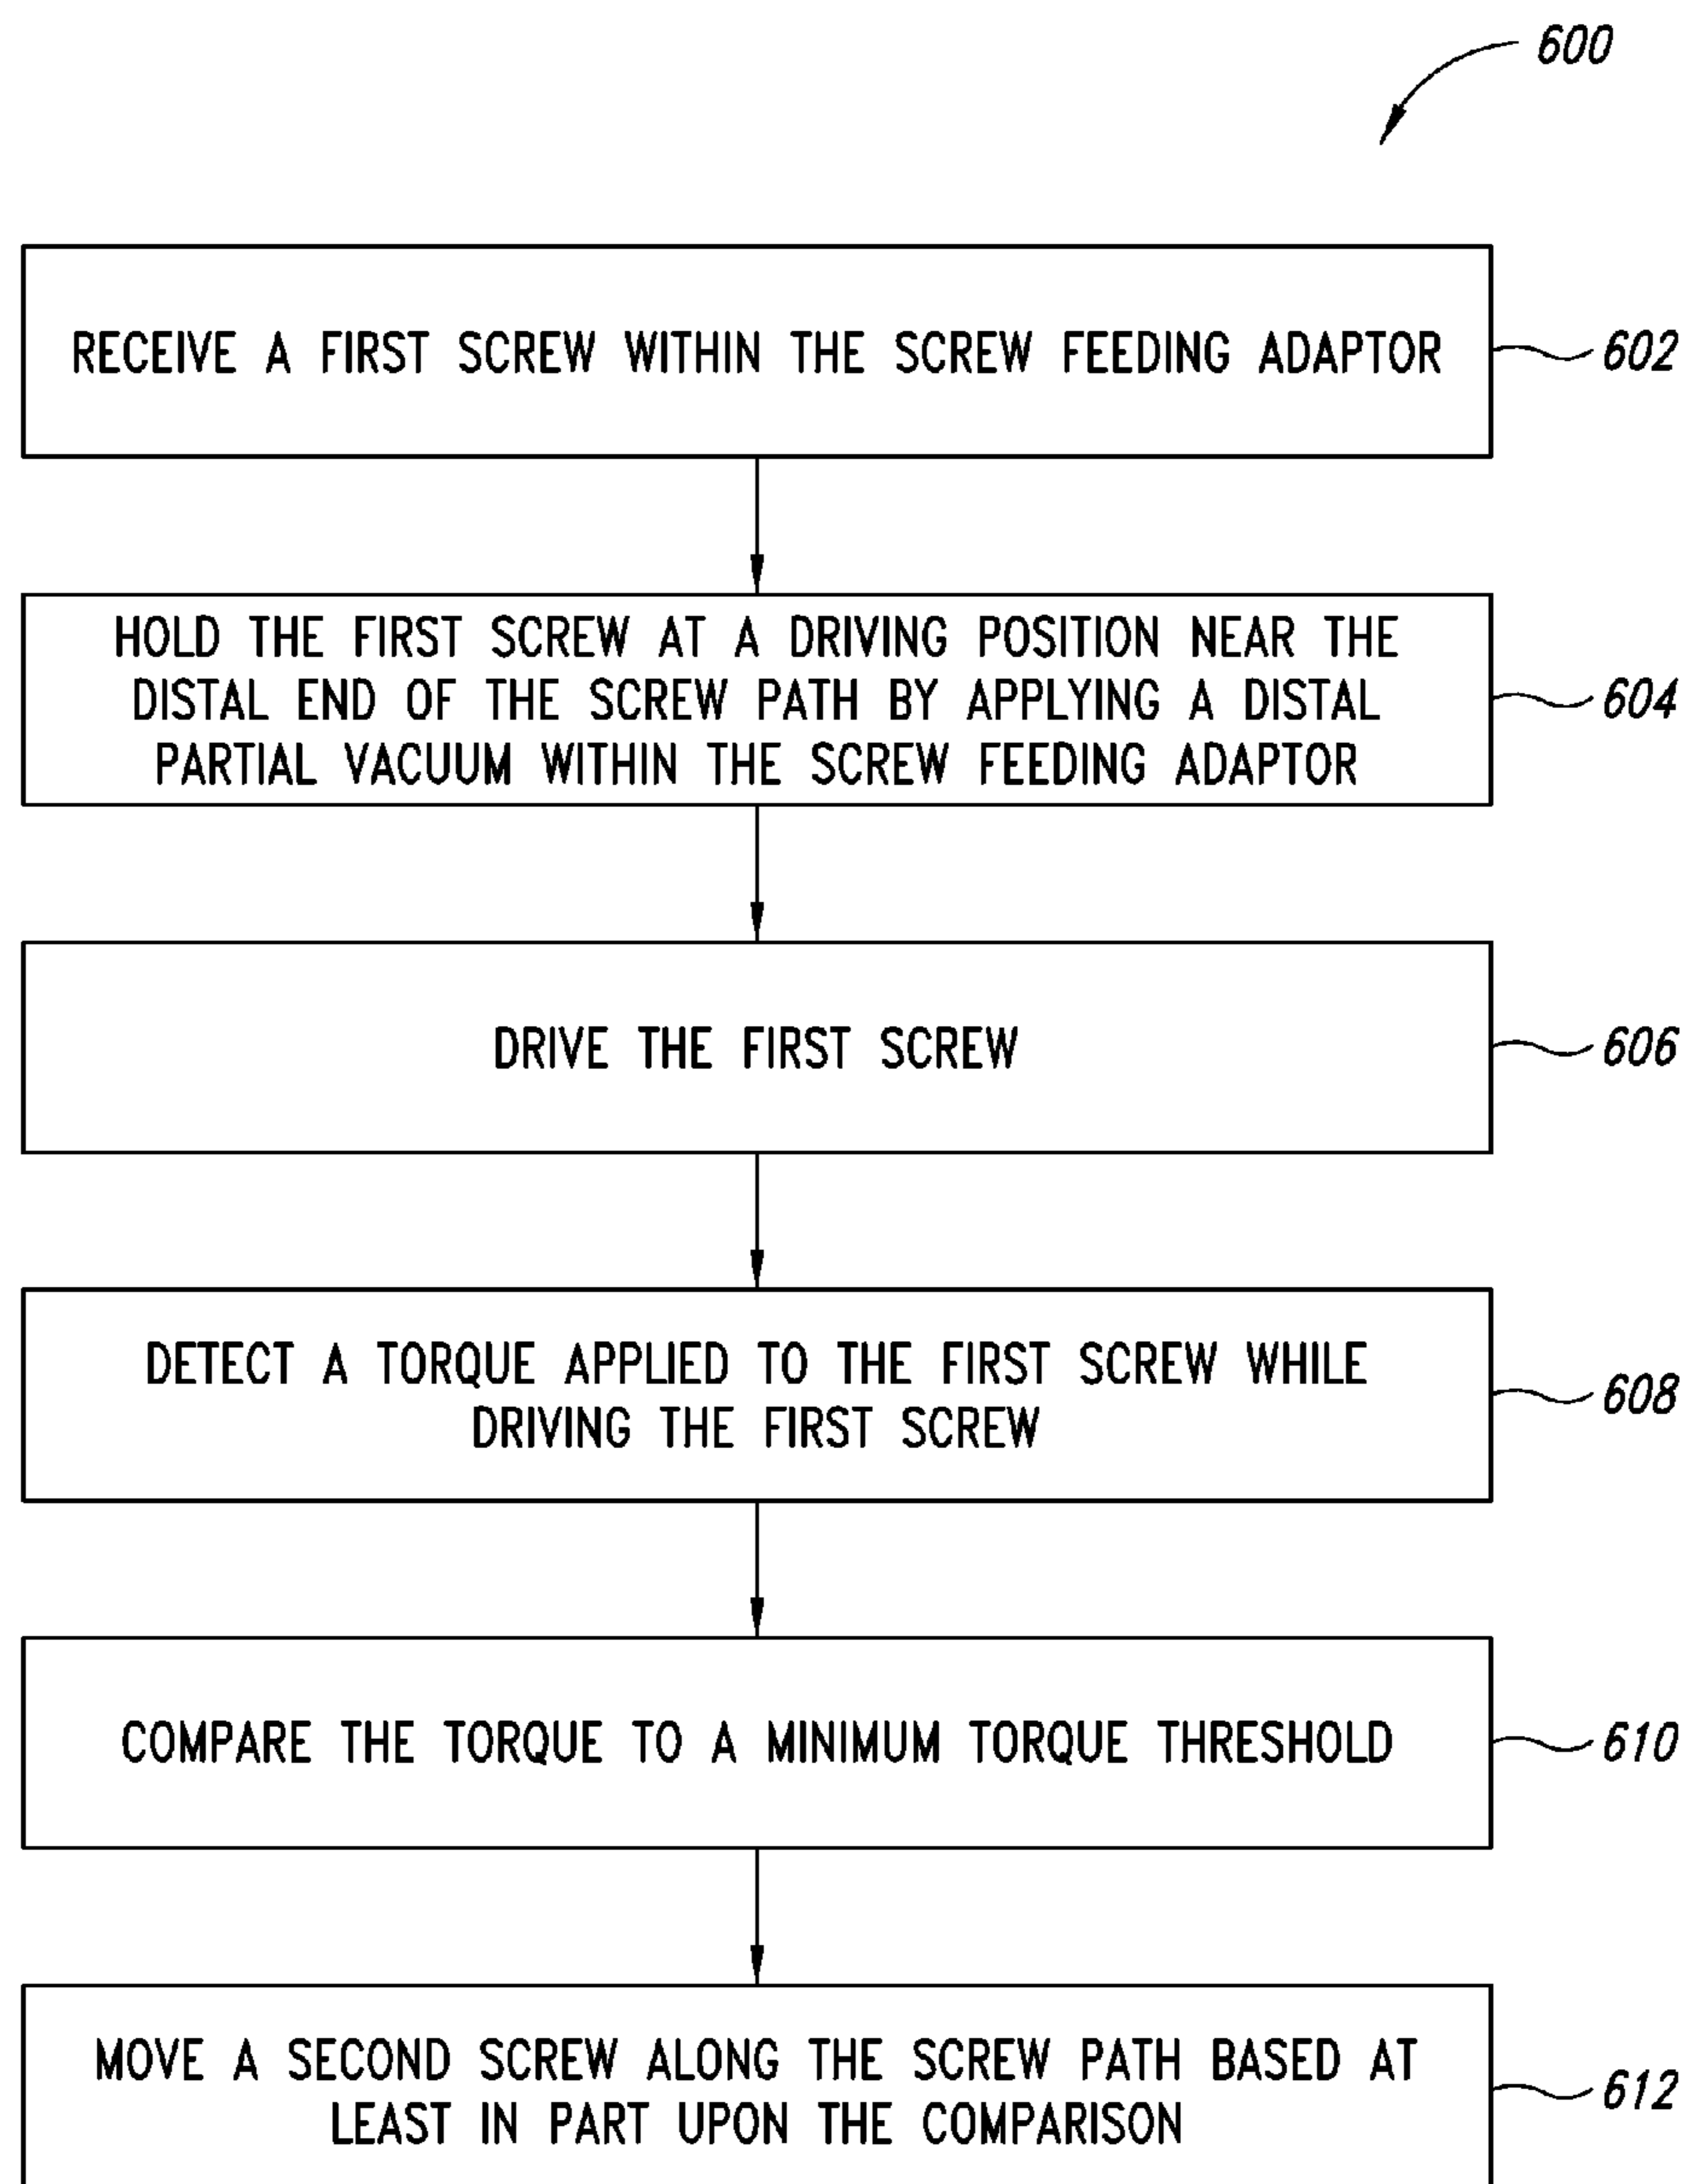 600
RECEIVE A FIRST SCREW WITHIN THE SCREW FEEDING ADAPTOR
602
HOLD THE FIRST SCREW AT A DRIVING POSITION NEAR THE
DISTAL END OF THE SCREW PATH BY APPLYING A DISTAL
PARTIAL VACUUM WITHIN THE SCREW FEEDING ADAPTOR
604
DRIVE THE FIRST SCREW
606
DETECT A TORQUE APPLIED TO THE FIRST SCREW WHILE
DRIVING THE FIRST SCREW
608
COMPARE THE TORQUE TO A MINIMUM TORQUE THRESHOLD
610
MOVE A SECOND SCREW ALONG THE SCREW PATH BASED AT
LEAST IN PART UPON THE COMPARISON
612